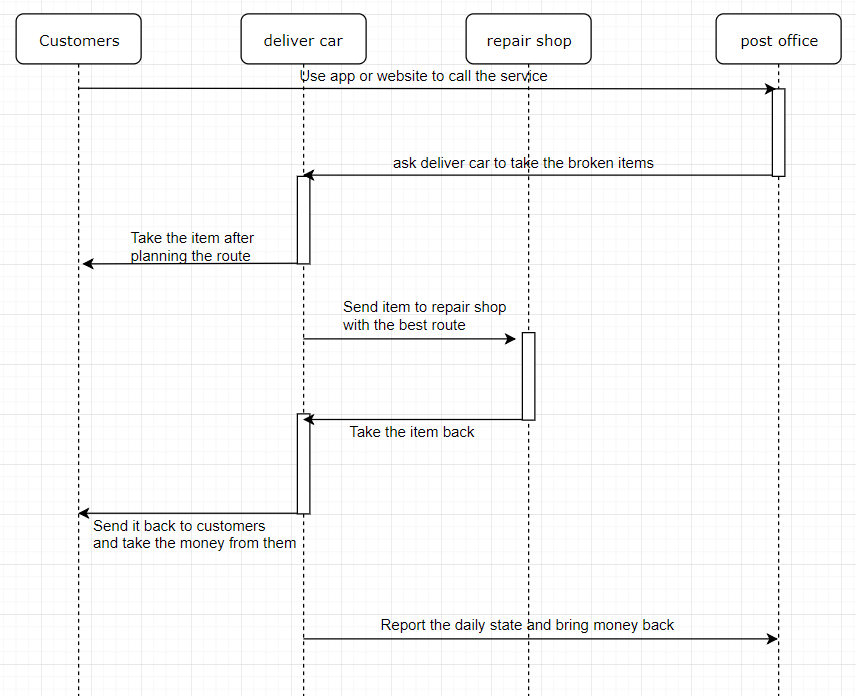 Customers
deliver car
repair shop
post office
Use app or website to call the service
ask deliver car to take the broken items
Take the item after
planning the route
Send item to repair shop
with the best route
Take the item back
Send it back to customers
and take the money from them
Report the daily state and bring money back